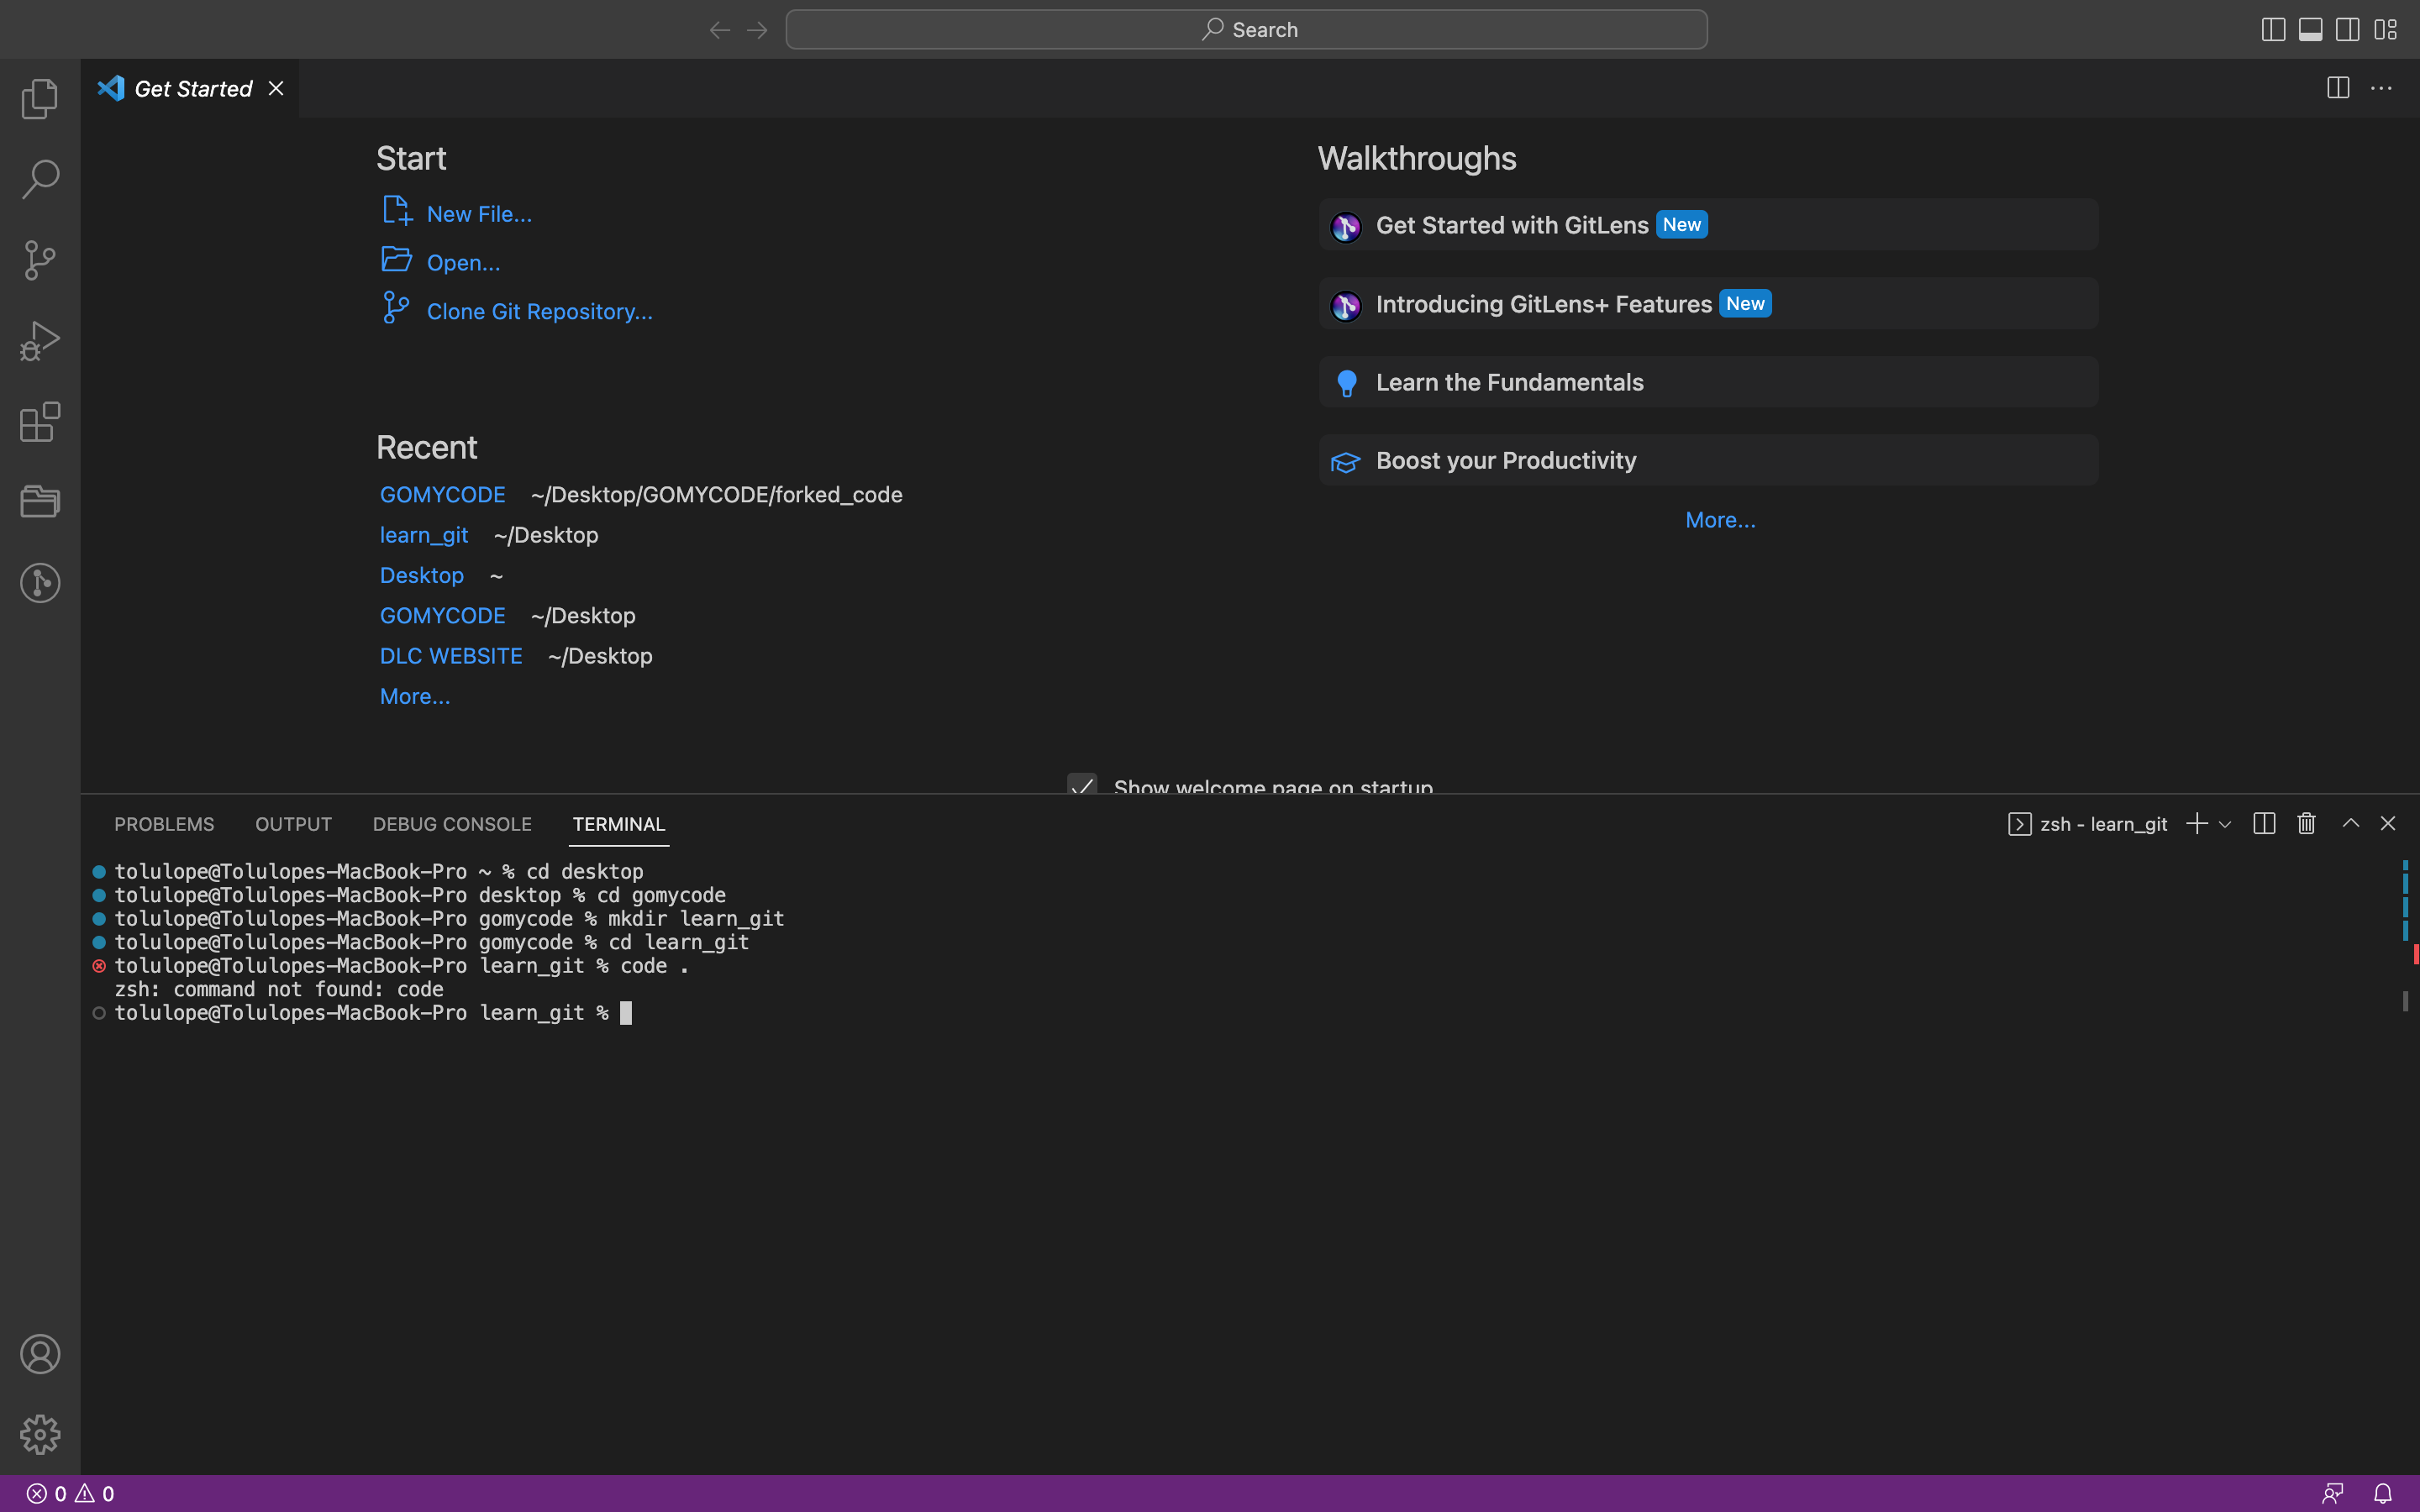 Search
Get Started
Start
New File...
Open...
Clone Git Repository...
Recent
GOMYCODE ~/Desktop/GOMYCODE/forked_code
learn_git ~/Desktop
Desktop ~
GOMYCODE ~/Desktop
DLC WEBSITE ~/Desktop
More...
Walkthroughs
Get Started with GitLens New
Introducing GitLens+ Features New
Learn the Fundamentals
Boost your Productivity
More...
Show welcome page on startup
PROBLEMS OUTPUT DEBUG CONSOLE TERMINAL
zsh - learn_git
tolulope@Tolulopes-MacBook-Pro ~ % cd desktop
tolulope@Tolulopes-MacBook-Pro desktop % cd gomycode
tolulope@Tolulopes-MacBook-Pro gomycode % mkdir learn_git
tolulope@Tolulopes-MacBook-Pro gomycode % cd learn_git
tolulope@Tolulopes-MacBook-Pro learn_git % code .
zsh: command not found: code
tolulope@Tolulopes-MacBook-Pro learn_git %
0 0